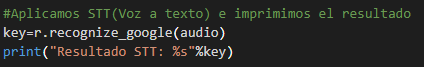 #Aplicamos STT(Voz a texto) e imprimimos el resultado
key=r.recognize_google(audio)
print("Resultado STT: %s"%key)